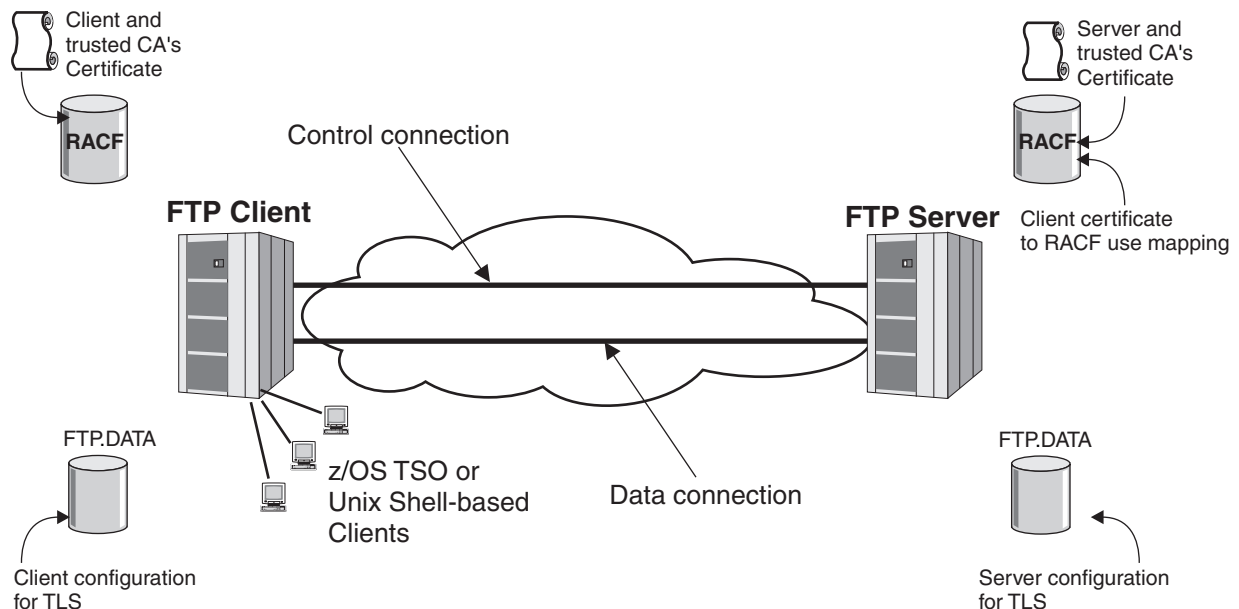 Client and
trusted CA's
Certificate
RACF
Server and
trusted CA's
Certificate
RACF
Client certificate
to RACF use mapping
Control connection
FTP Client
FTP Server
z/OS TSO or
Unix Shell-based
Clients
Data connection
FTP.DATA
Client configuration
for TLS
FTP.DATA
Server configuration
for TLS